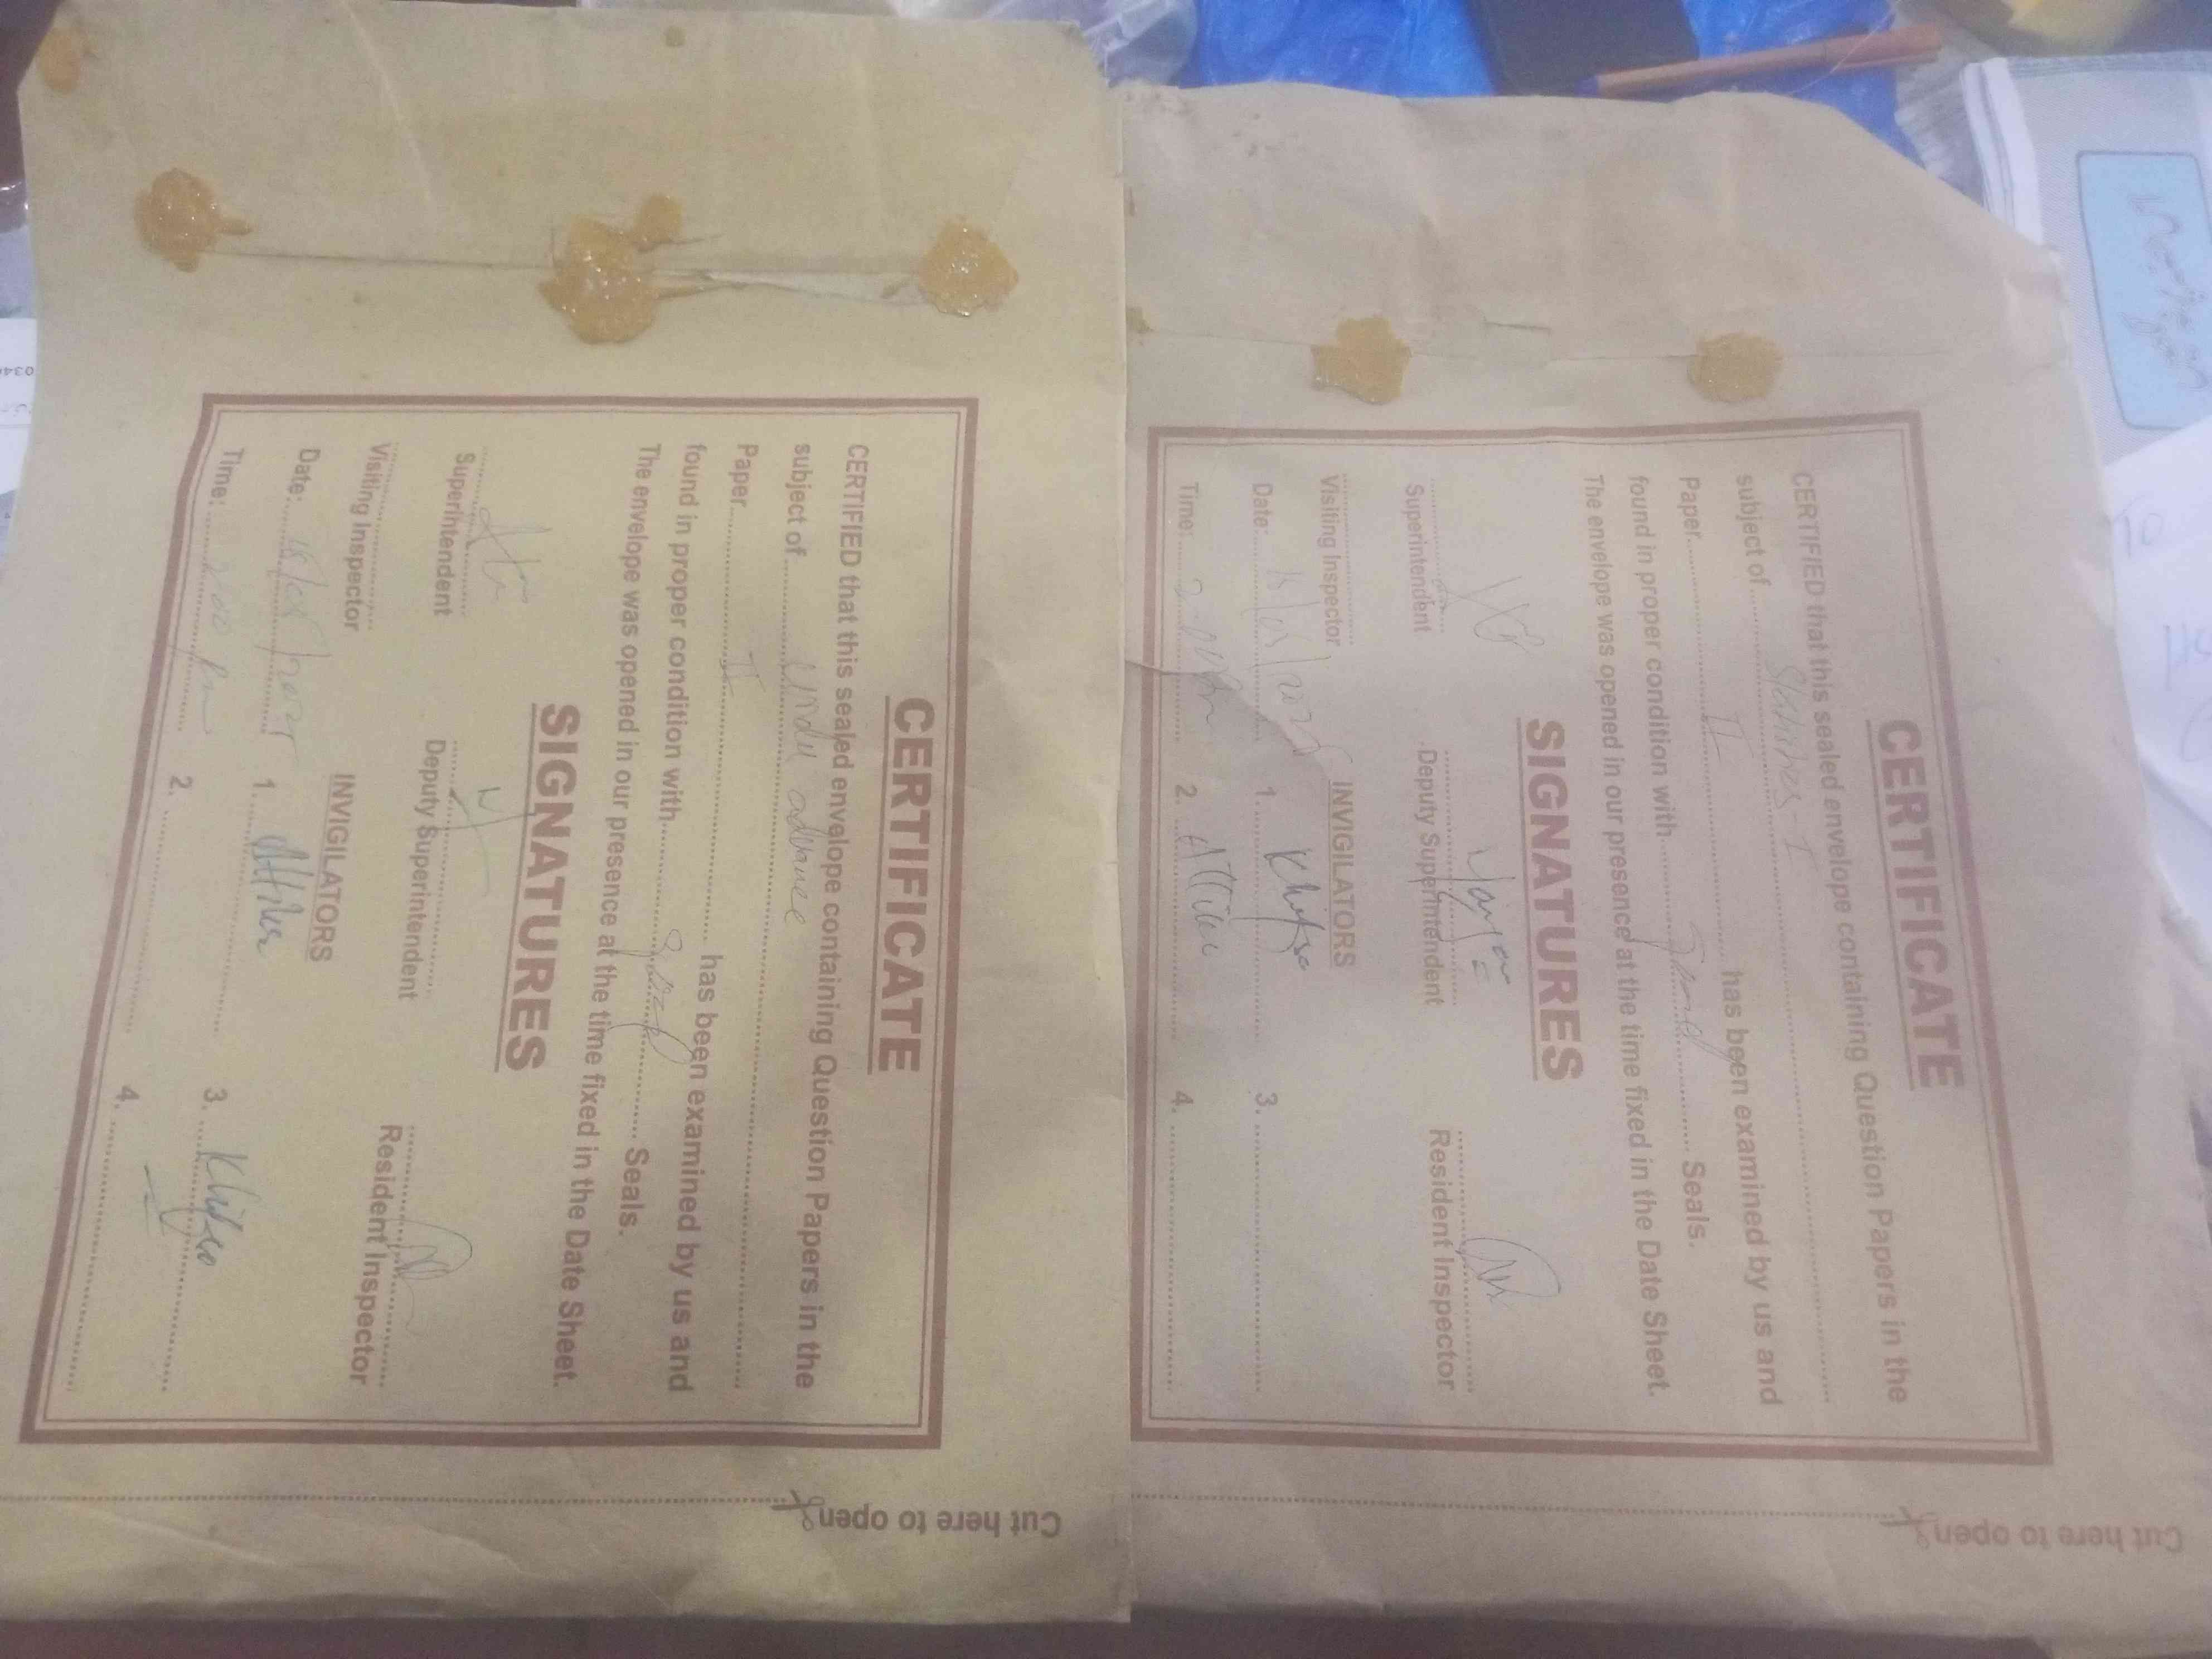 CERTIFICATE
CERTIFIED that this sealed envelope containing Question Papers in the
subject of Urdu advance
Paper I has been examined by us and
found in proper condition with good Seals.
The envelope was opened in our presence at the time fixed in the Date Sheet.
SIGNATURES
Superintendent
Deputy Superintendent
Resident Inspector
Visiting Inspector
INVIGILATORS
Date:
1.
3.
Time: 2:00 Pm
2.
4.
Cut here to open
CERTIFICATE
CERTIFIED that this sealed envelope containing Question Papers in the
subject of
Paper I has been examined by us and
found in proper condition with Seals.
The envelope was opened in our presence at the time fixed in the Date Sheet.
SIGNATURES
Superintendent
Deputy Superintendent
Resident Inspector
Visiting Inspector
INVIGILATORS
Date:
1.
3.
Time:
2.
4.
Cut here to open